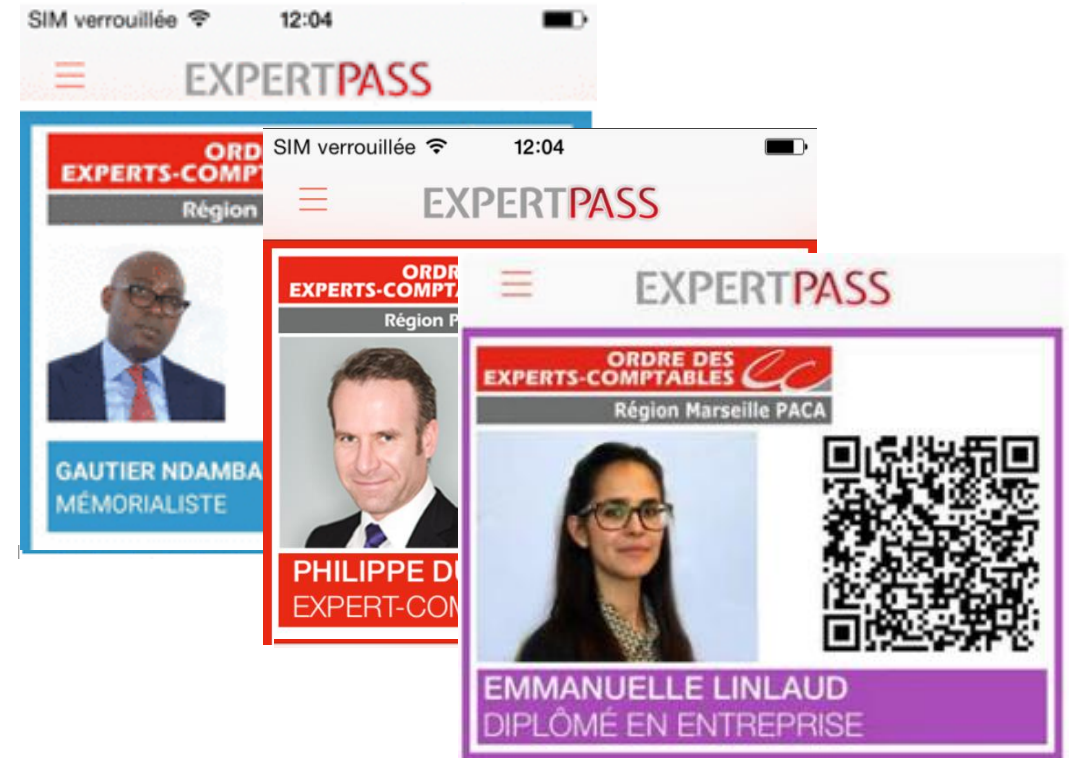 SIM verrouillée 12:04
EXPERTPASS
ORD
EXPERTS-COMPT
Région
GAUTIER NDAMBA
MÉMORIALISTE
SIM verrouillée 12:04
EXPERTPASS
ORDR
EXPERTS-COMPTA
Région P
PHILIPPE DU
EXPERT-COM
EXPERTPASS
ORDRE DES
EXPERTS-COMPTABLES
Région Marseille PACA
EMMANUELLE LINLAUD
DIPLÔMÉ EN ENTREPRISE